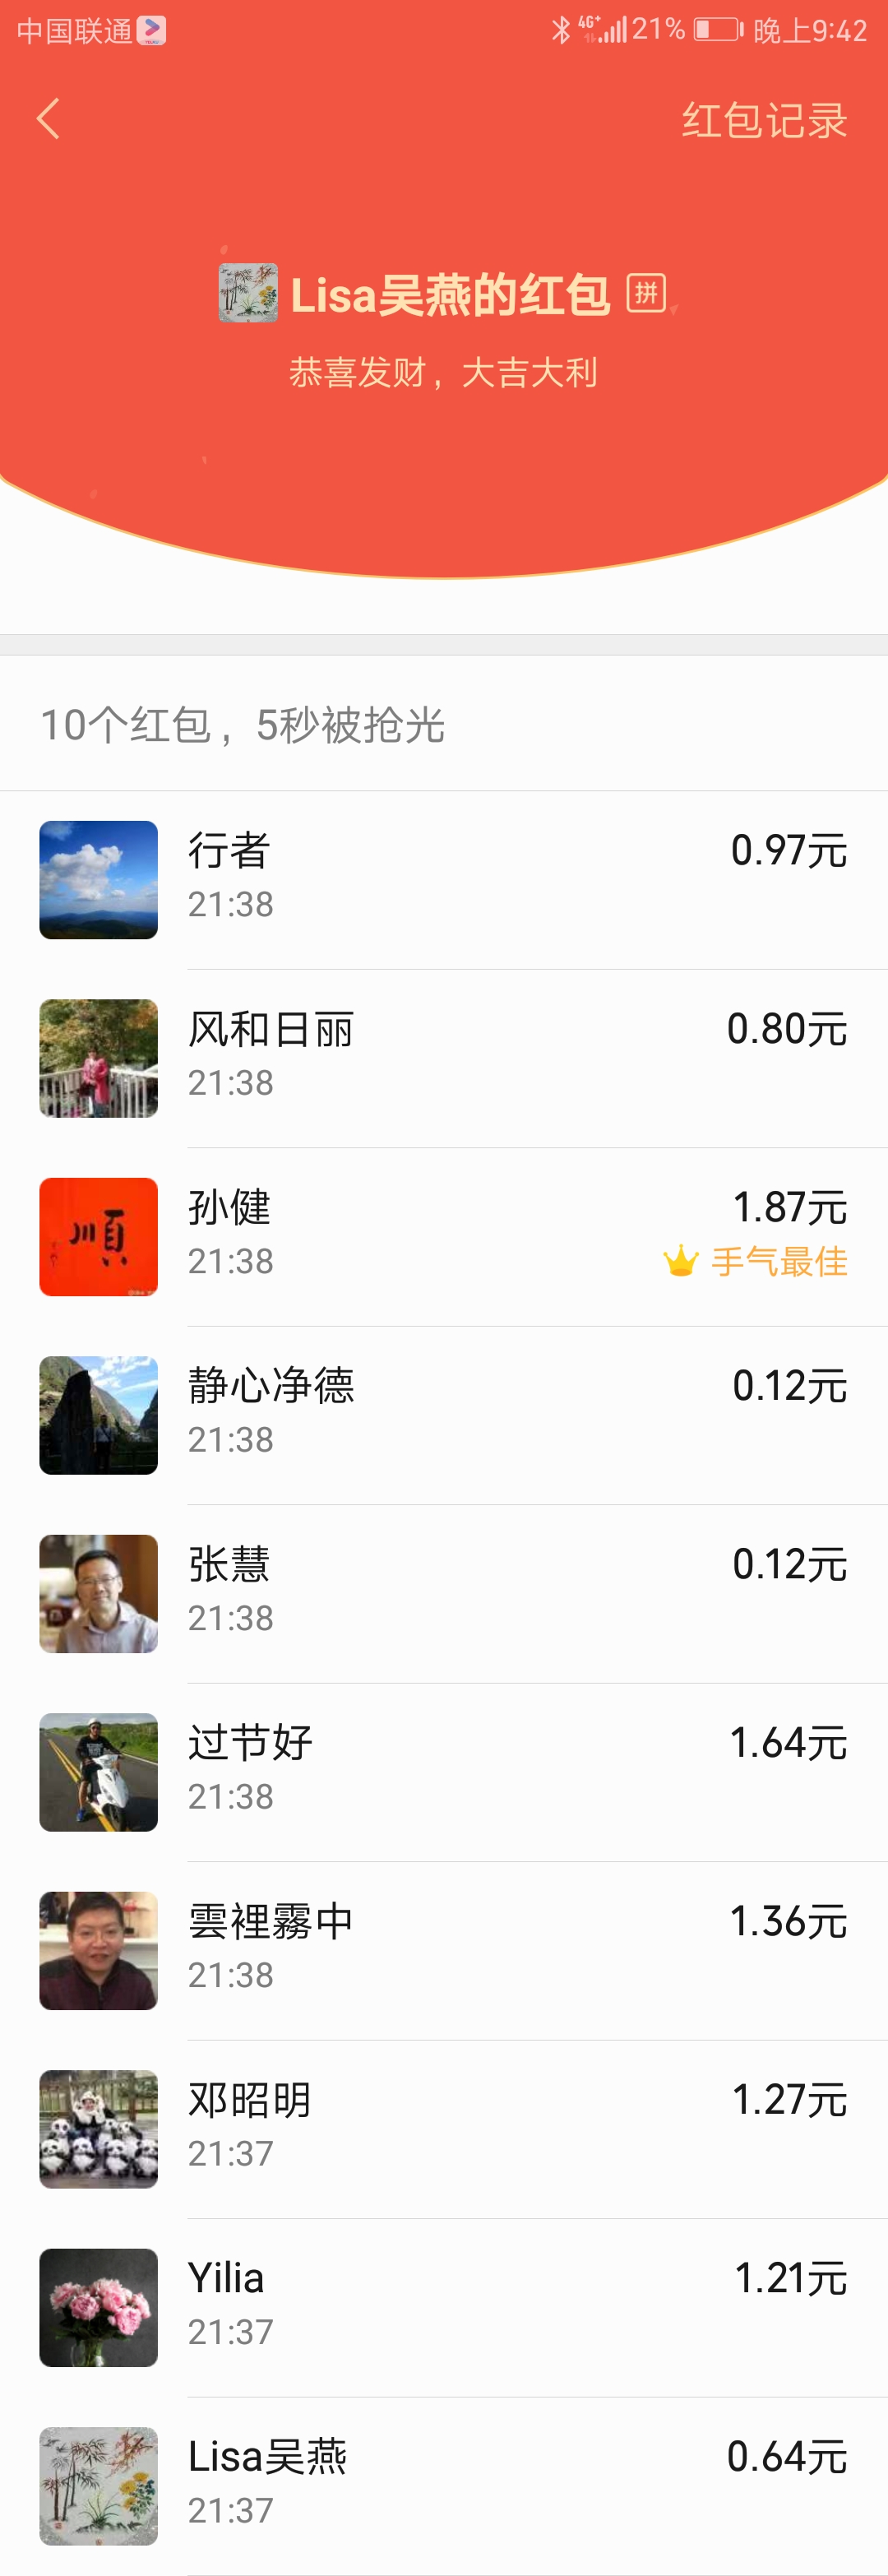 中国联通
4G+ 21% 晚上9:42
红包记录
Lisa吴燕的红包 拼
恭喜发财，大吉大利
10个红包，5秒被抢光
行者 0.97元
21:38
风和日丽 0.80元
21:38
順
孙健 1.87元
21:38 手气最佳
静心净德 0.12元
21:38
张慧 0.12元
21:38
过节好 1.64元
21:38
雲裡霧中 1.36元
21:38
邓昭明 1.27元
21:37
Yilia 1.21元
21:37
Lisa吴燕 0.64元
21:37